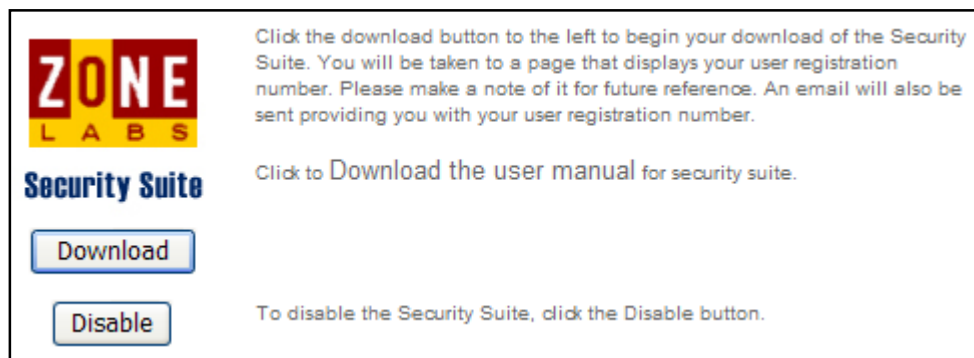 ZONE
LABS
Security Suite
Click the download button to the left to begin your download of the Security
Suite. You will be taken to a page that displays your user registration
number. Please make a note of it for future reference. An email will also be
sent providing you with your user registration number.
Click to Download the user manual for security suite.
Download
Disable
To disable the Security Suite, click the Disable button.